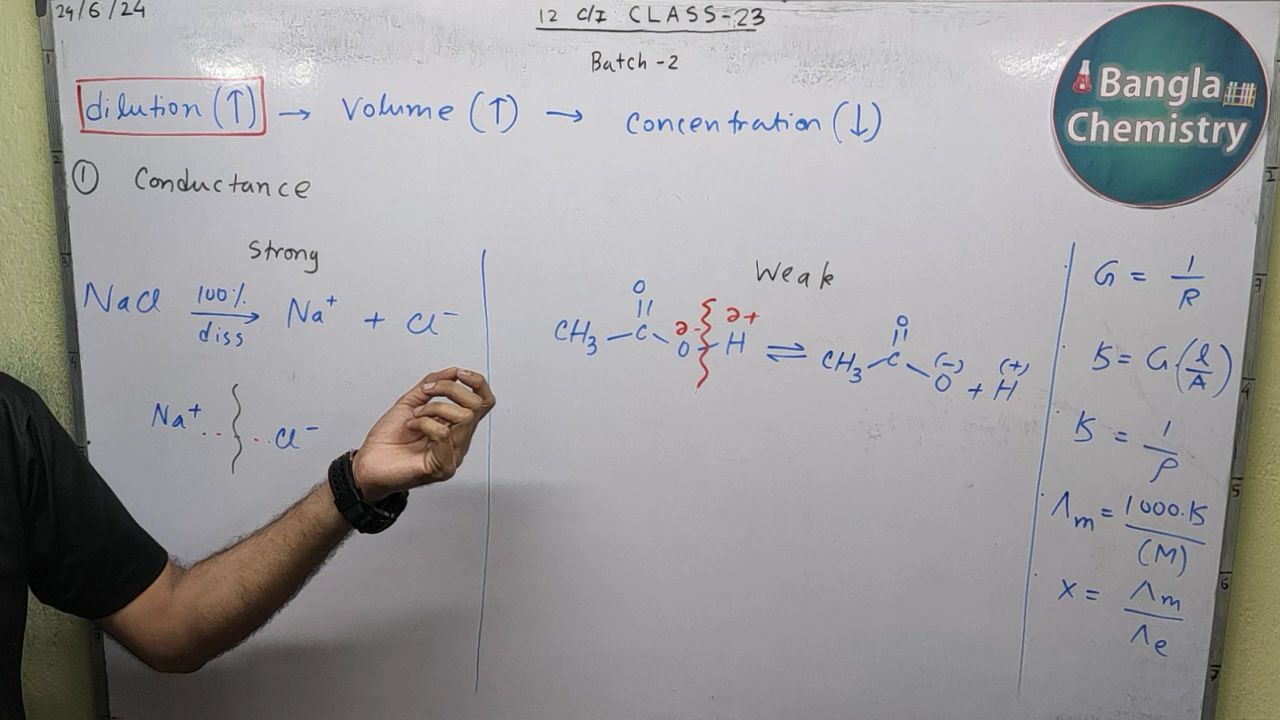 24/6/24
12 C/I CLASS-23
Batch -2
Bangla
Chemistry
dilution (↑) → Volume (↑) → Concentration (↓)
① Conductance
Strong
NaCl 100% diss → Na⁺ + Cl⁻
Na⁺ .. .. Cl⁻
Weak
CH₃ — C (= O) — O ∂- — H ∂+ ⇌ CH₃ — C (= O) — O (-) + H (+)
G = 1/R
K = G (l/A)
K = 1/ρ
Λm = 1000.K/(M)
x = Λm/Λe